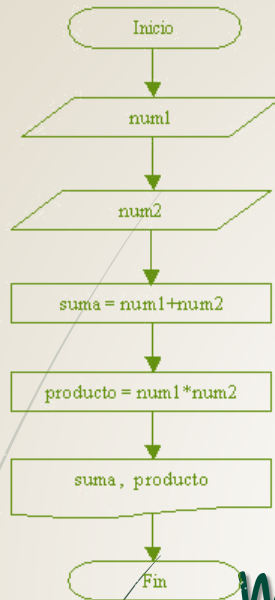 Inicio
num1
num2
suma = num1+num2
producto = num1*num2
suma , producto
Fin